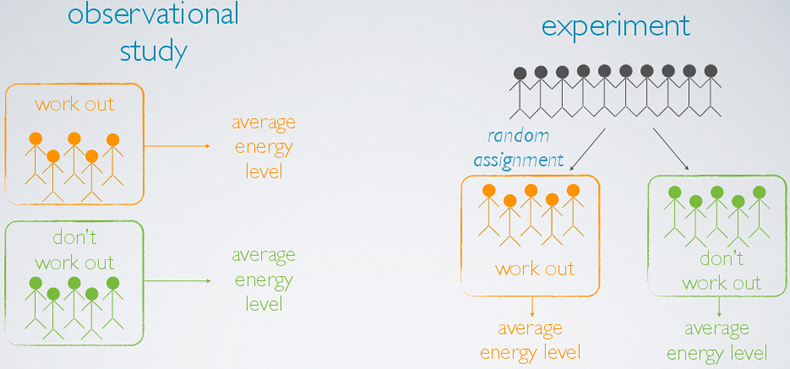 observational
study
work out
average
energy
level
don't
work out
average
energy
level
experiment
random
assignment
work out
average
energy level
don't
work out
average
energy level